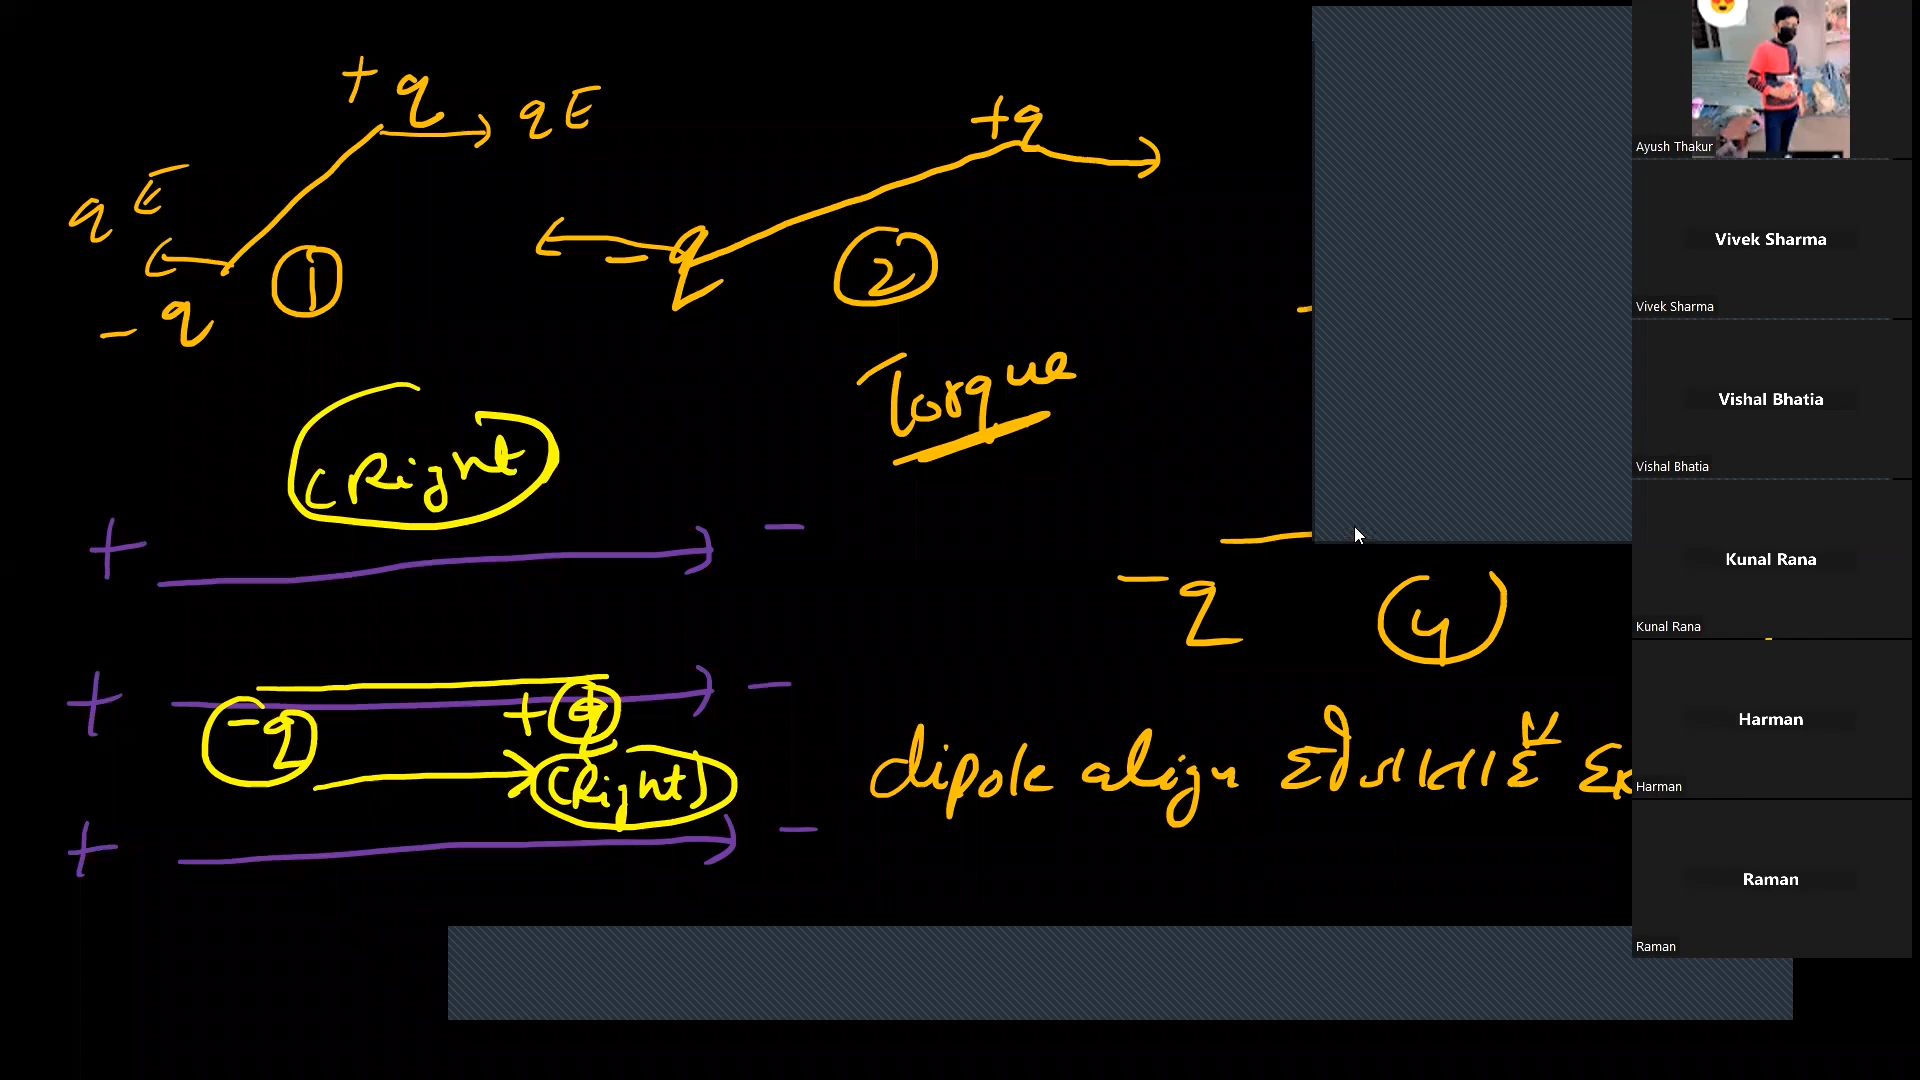 +q
qE
qE
-q
1
+q
-q
2
Torque
(Right)
+ -
+ -
-q +q
(Right)
+ -
-q
4
dipole align
Ayush Thakur
Vivek Sharma
Vivek Sharma
Vishal Bhatia
Vishal Bhatia
Kunal Rana
Kunal Rana
Harman
Harman
Raman
Raman